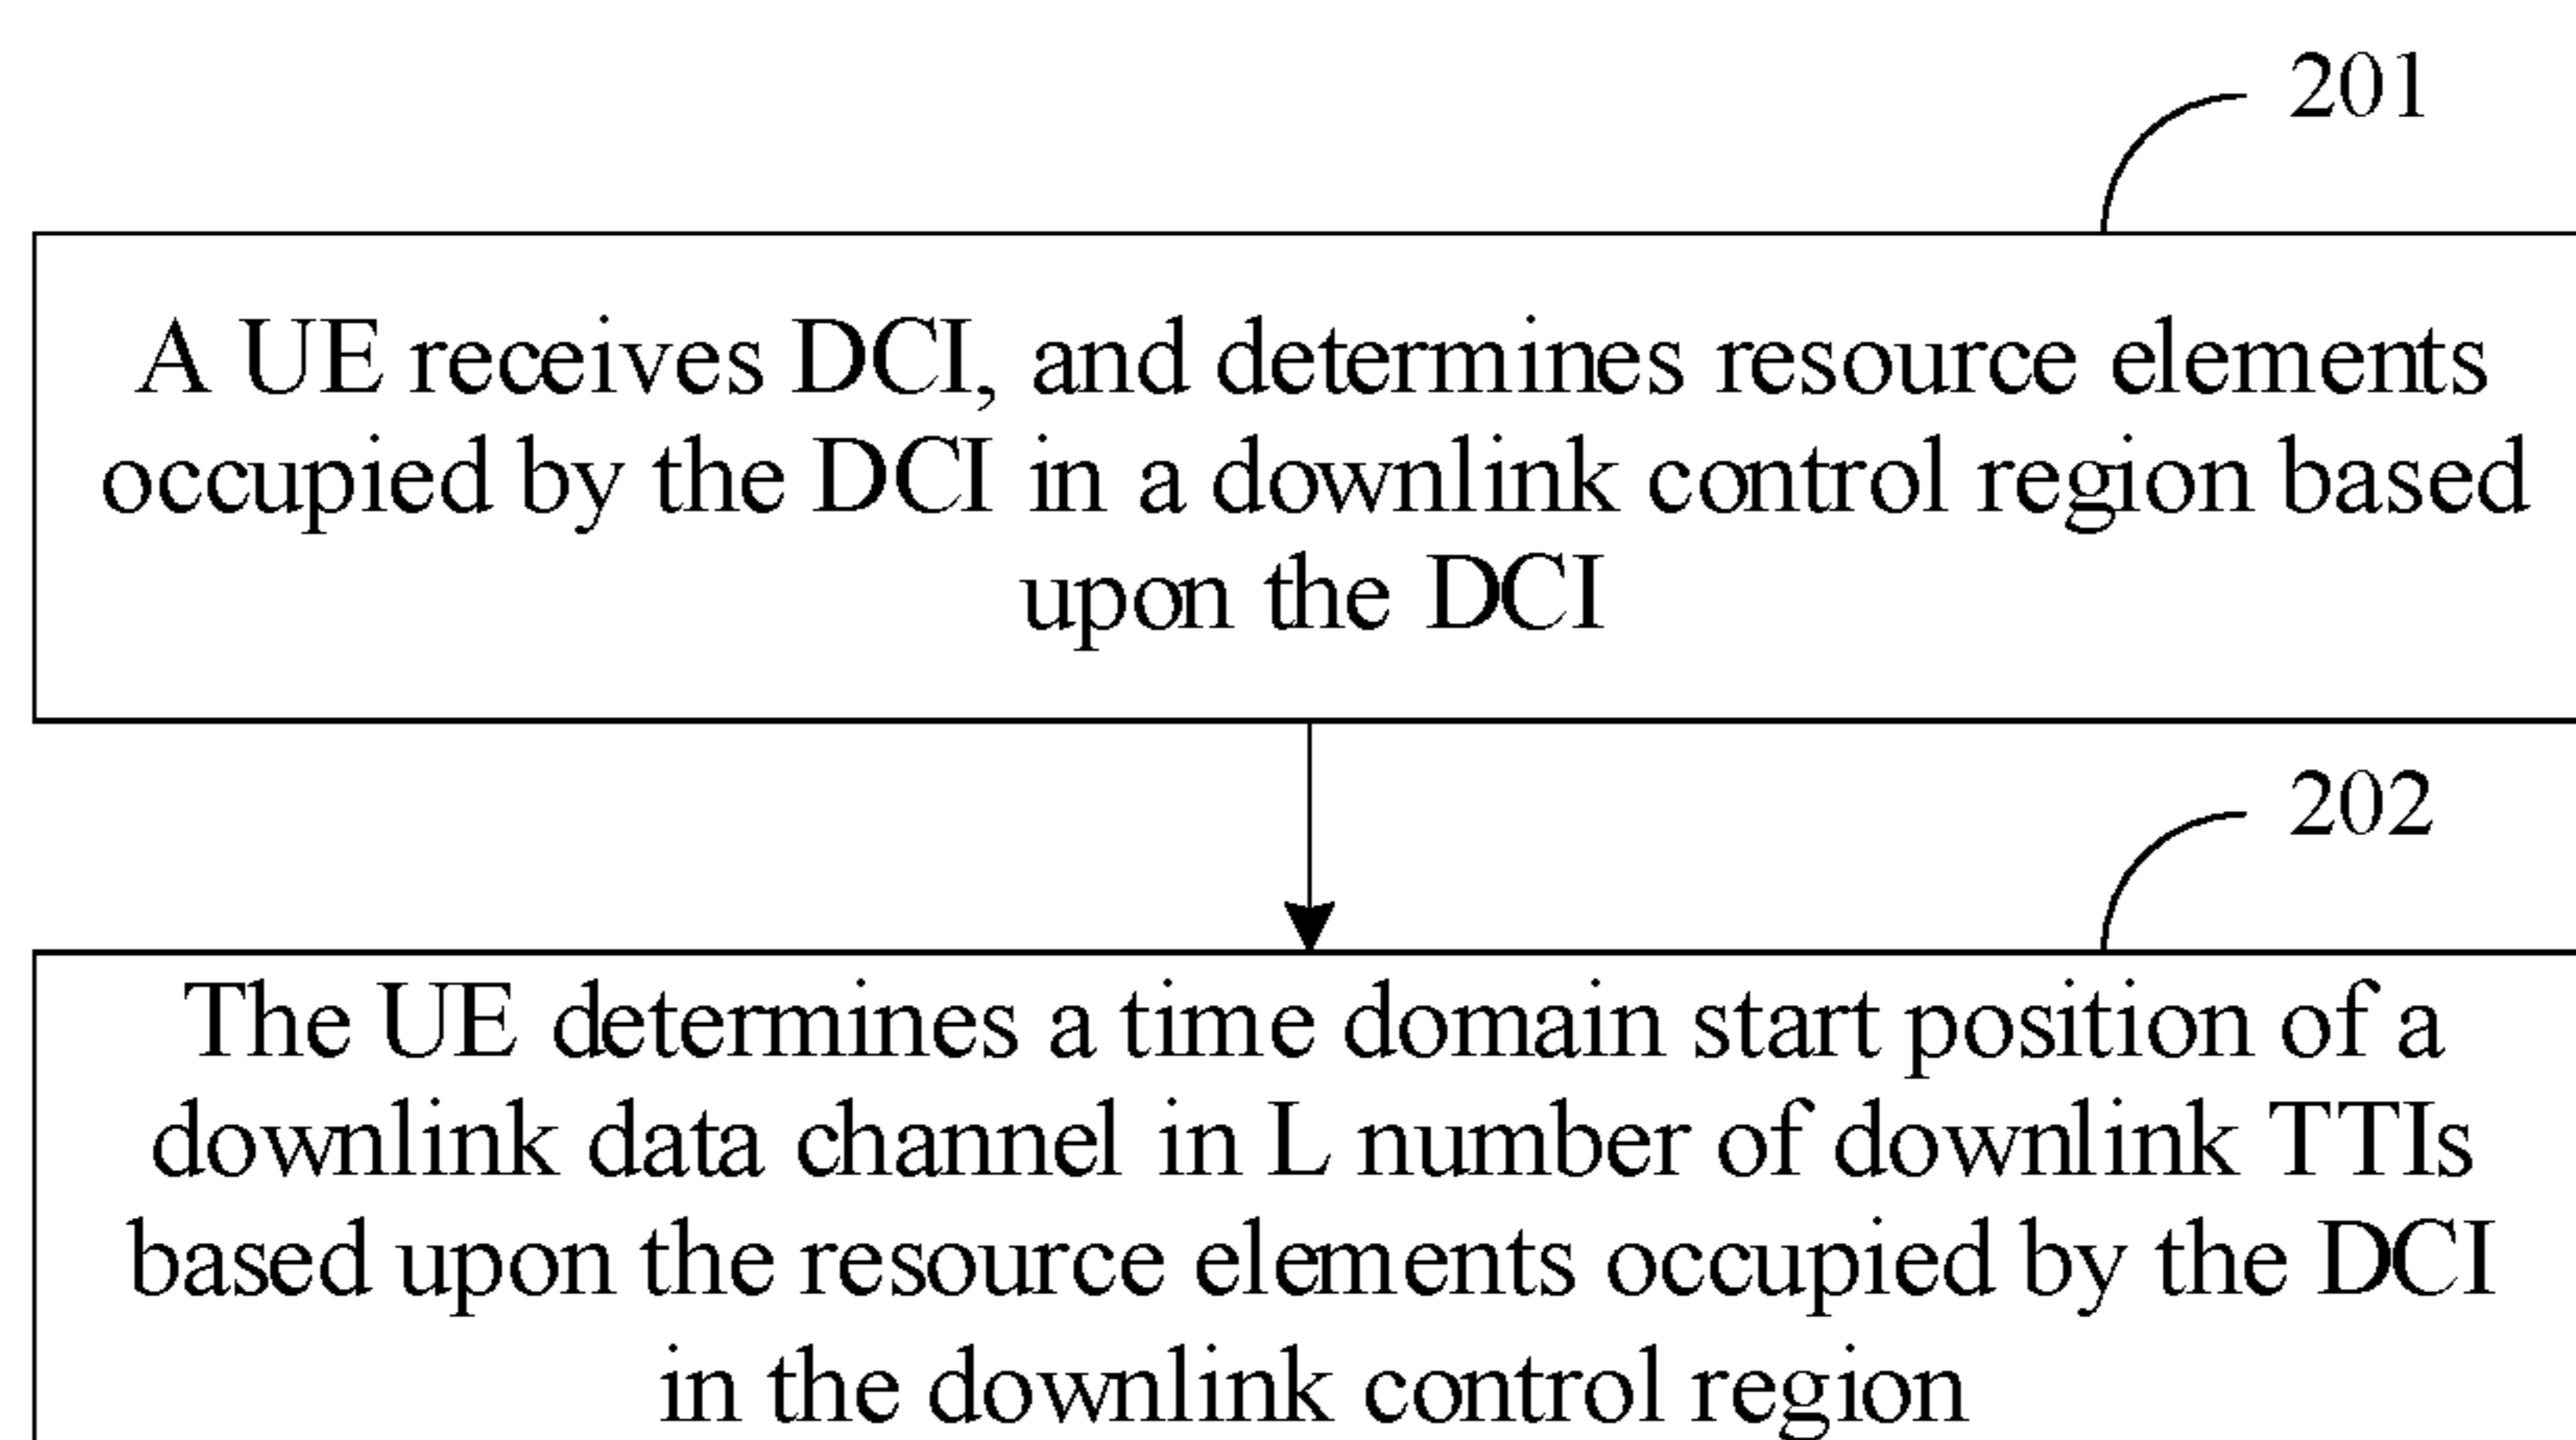 201
A UE receives DCI, and determines resource elements
occupied by the DCI in a downlink control region based
upon the DCI
202
The UE determines a time domain start position of a
downlink data channel in L number of downlink TTIs
based upon the resource elements occupied by the DCI
in the downlink control region